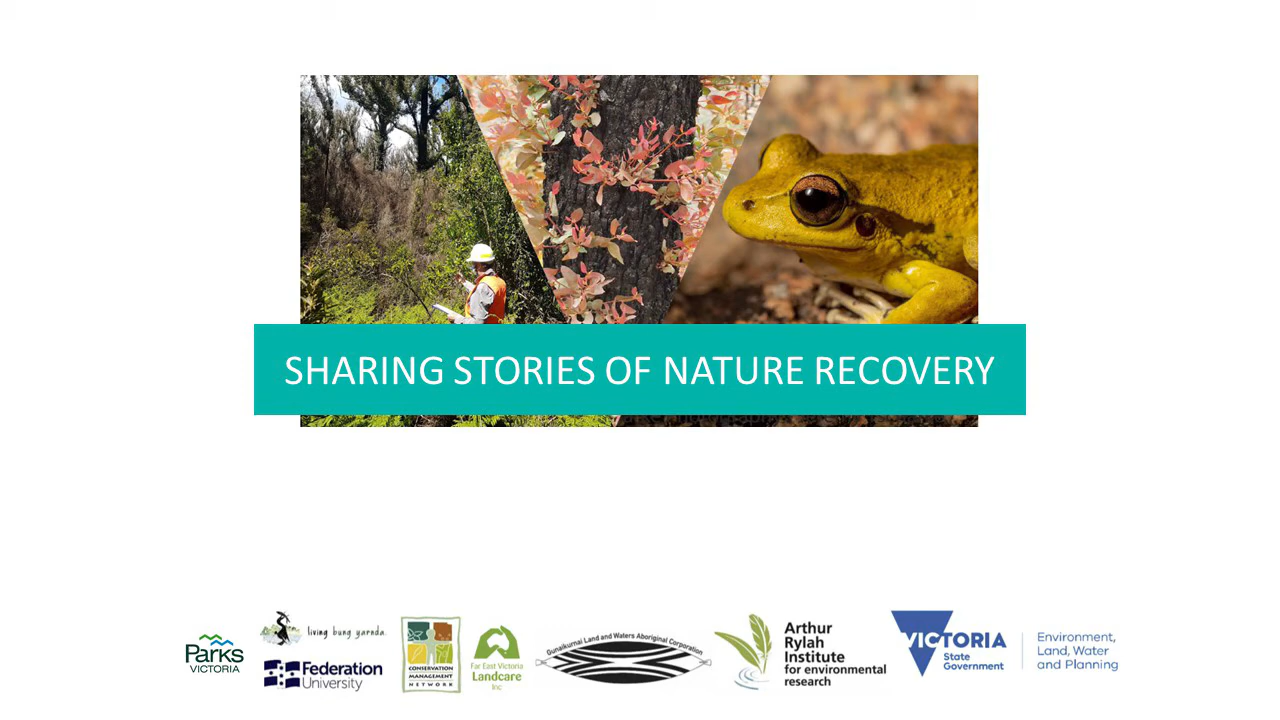 SHARING STORIES OF NATURE RECOVERY
Parks
VICTORIA
living bung yarnda.
Federation
University
CONSERVATION
MANAGEMENT
NETWORK
Far East Victoria
Landcare
Inc
Gunaikurnai Land and Waters Aboriginal Corporation
Arthur
Rylah
Institute
for environmental
research
VICTORIA
State
Government
Environment,
Land, Water
and Planning